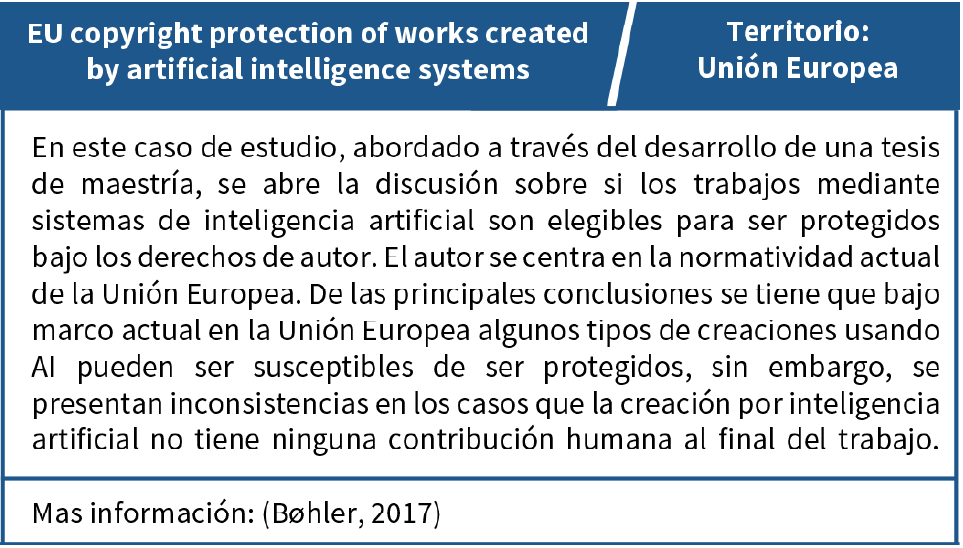 EU copyright protection of works created
by artificial intelligence systems
Territorio:
Unión Europea
En este caso de estudio, abordado a través del desarrollo de una tesis
de maestría, se abre la discusión sobre si los trabajos mediante
sistemas de inteligencia artificial son elegibles para ser protegidos
bajo los derechos de autor. El autor se centra en la normatividad actual
de la Unión Europea. De las principales conclusiones se tiene que bajo
marco actual en la Unión Europea algunos tipos de creaciones usando
AI pueden ser susceptibles de ser protegidos, sin embargo, se
presentan inconsistencias en los casos que la creación por inteligencia
artificial no tiene ninguna contribución humana al final del trabajo.
Mas información: (Bøhler, 2017)